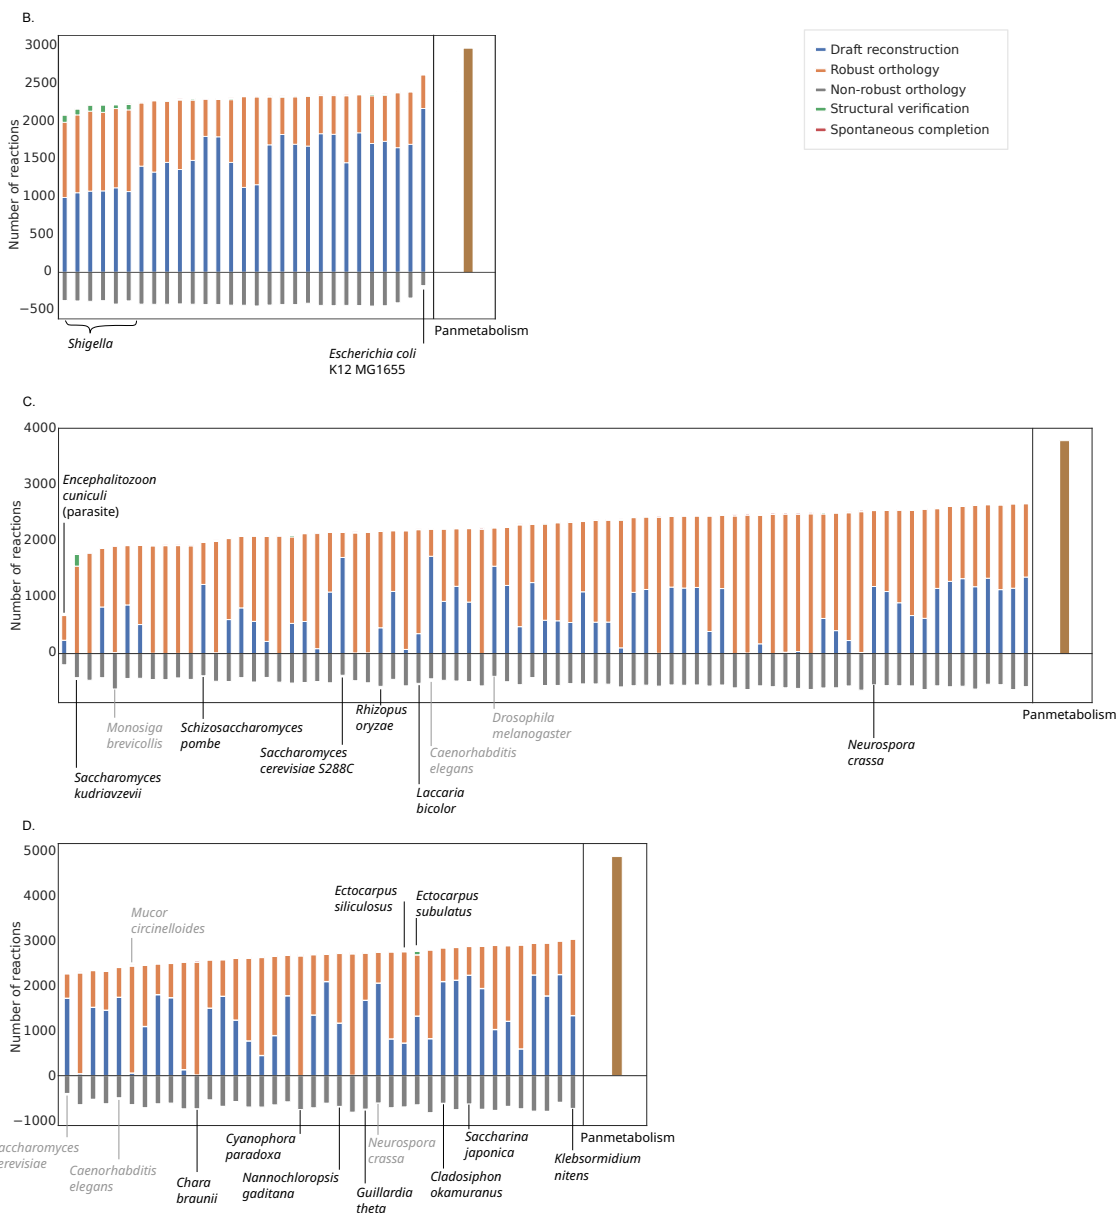 B.
3000
2500
2000
1500
1000
500
0
−500
Number of reactions
Shigella
Escherichia coli
K12 MG1655
Panmetabolism
Draft reconstruction
Robust orthology
Non-robust orthology
Structural verification
Spontaneous completion
C.
4000
3000
2000
1000
0
Number of reactions
Encephalitozoon
cuniculi
(parasite)
Monosiga
brevicollis
Saccharomyces
kudriavzevii
Schizosaccharomyces
pombe
Saccharomyces
cerevisiae S288C
Rhizopus
oryzae
Laccaria
bicolor
Caenorhabditis
elegans
Drosophila
melanogaster
Neurospora
crassa
Panmetabolism
D.
5000
4000
3000
2000
1000
0
−1000
Number of reactions
Mucor
circinelloides
Ectocarpus
siliculosus
Ectocarpus
subulatus
accharomyces
erevisiae
Caenorhabditis
elegans
Chara
braunii
Cyanophora
paradoxa
Nannochloropsis
gaditana
Guillardia
theta
Neurospora
crassa
Cladosiphon
okamuranus
Saccharina
japonica
Klebsormidium
nitens
Panmetabolism